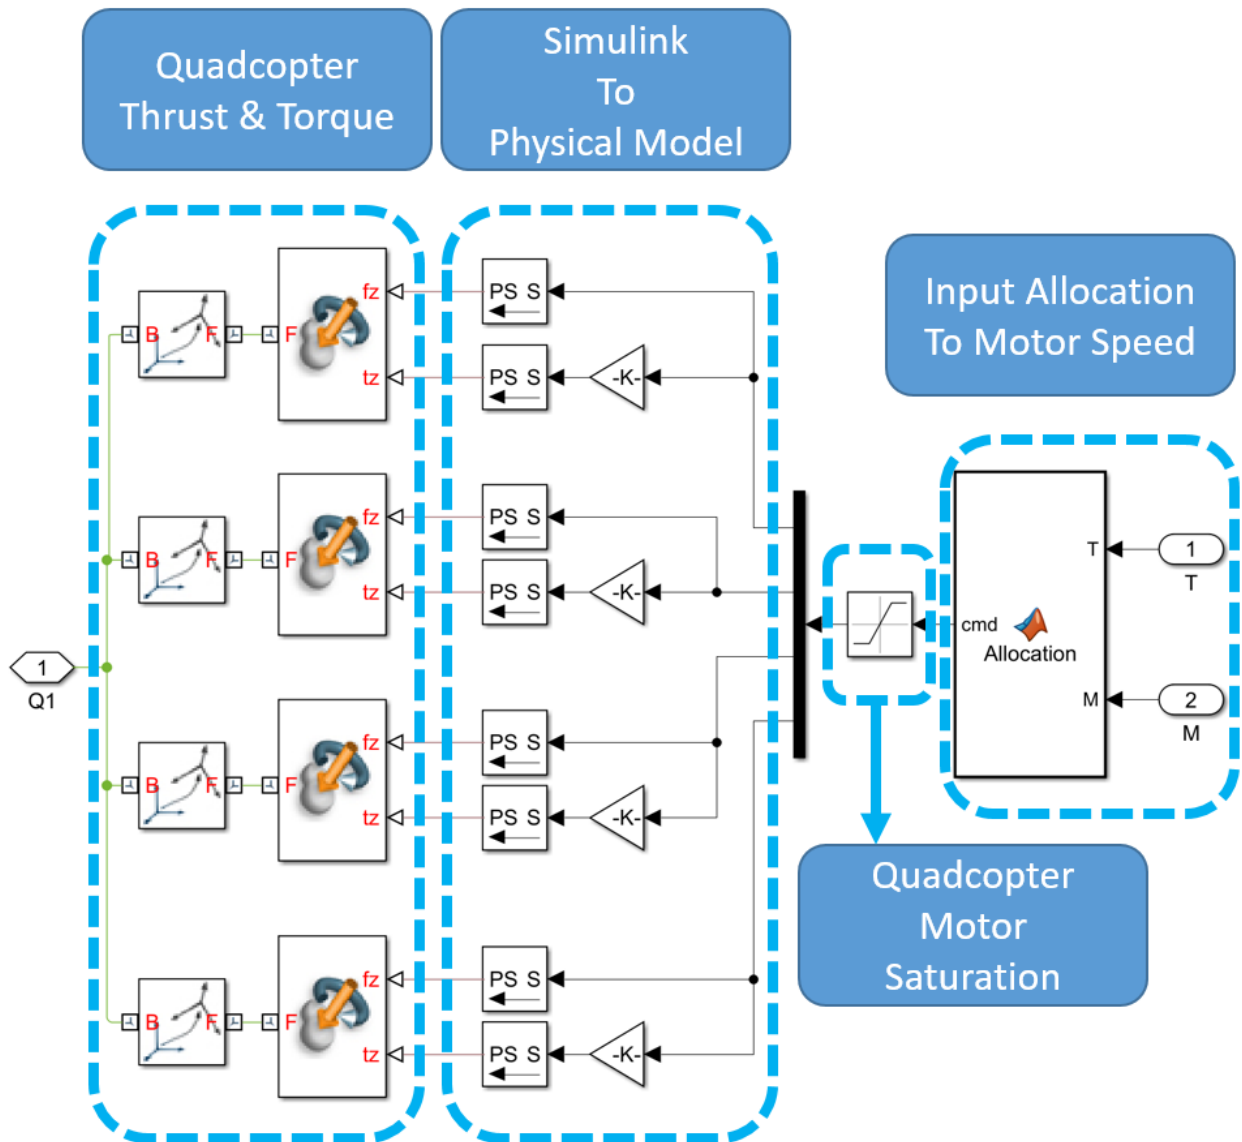 Quadcopter
Thrust & Torque
Simulink
To
Physical Model
Input Allocation
To Motor Speed
fz
PS S
B
F
F
tz
PS S
-K-
fz
PS S
B
F
F
tz
PS S
-K-
T
1
T
cmd
Allocation
1
Q1
M
2
M
fz
PS S
B
F
F
tz
PS S
-K-
Quadcopter
Motor
Saturation
fz
PS S
B
F
F
tz
PS S
-K-